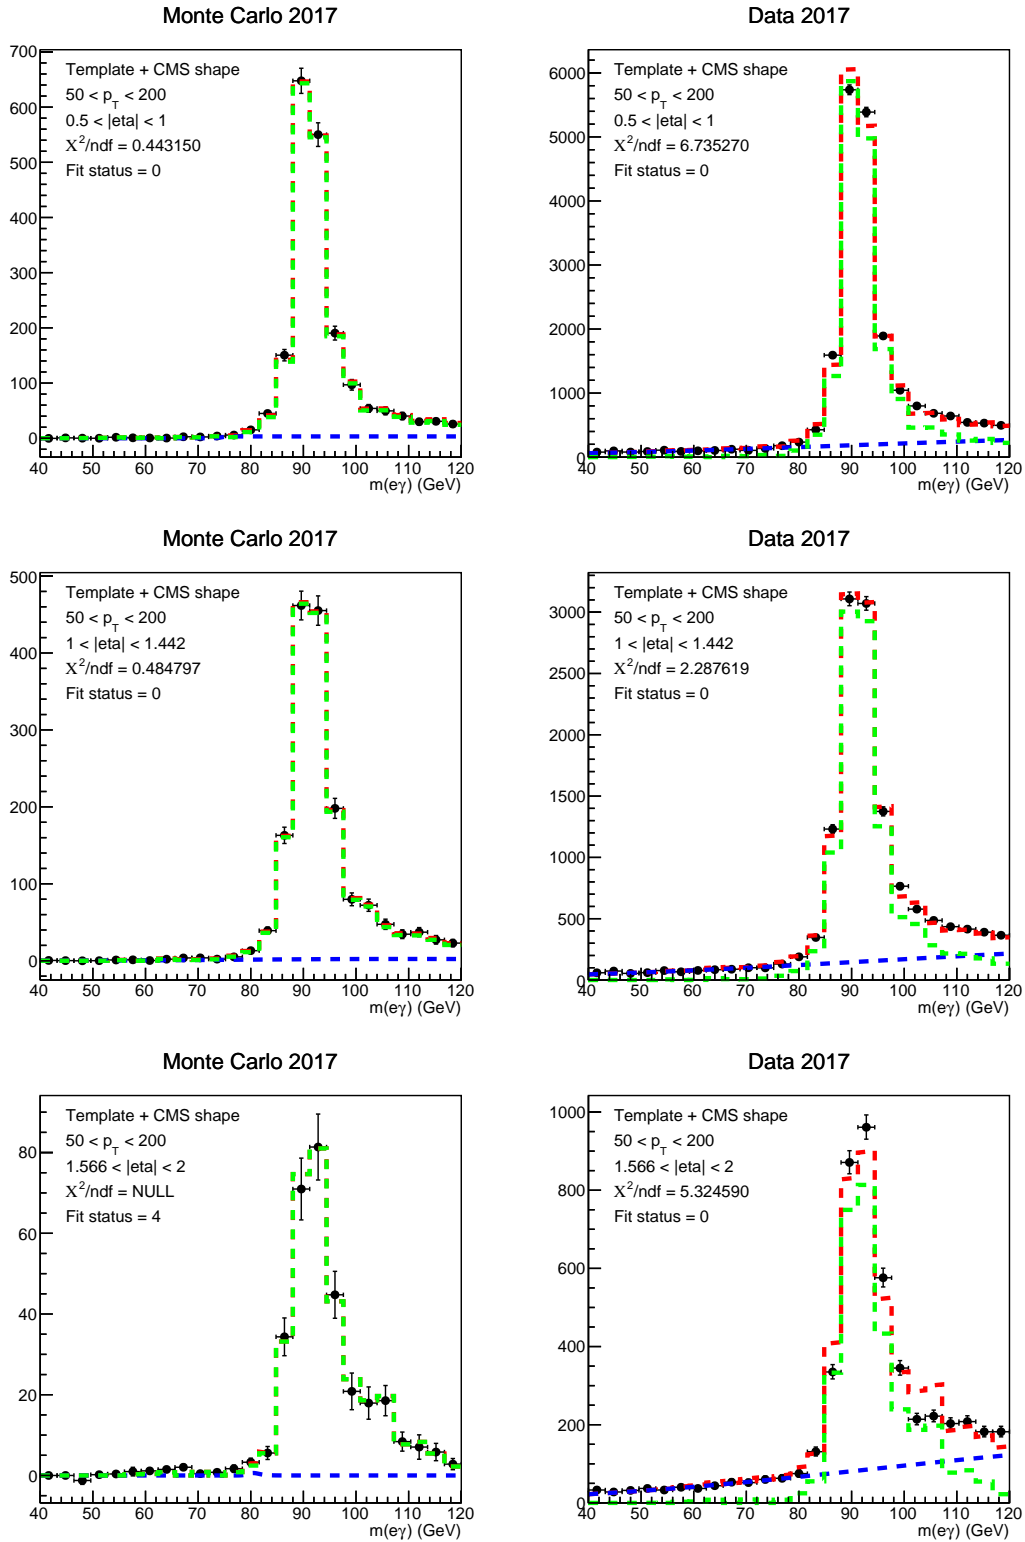 Monte Carlo 2017
Template + CMS shape
50 < p_T < 200
0.5 < |eta| < 1
X²/ndf = 0.443150
Fit status = 0
700
600
500
400
300
200
100
0
40 50 60 70 80 90 100 110 120
m(eγ) (GeV)
Data 2017
Template + CMS shape
50 < p_T < 200
0.5 < |eta| < 1
X²/ndf = 6.735270
Fit status = 0
6000
5000
4000
3000
2000
1000
0
40 50 60 70 80 90 100 110 120
m(eγ) (GeV)
Monte Carlo 2017
Template + CMS shape
50 < p_T < 200
1 < |eta| < 1.442
X²/ndf = 0.484797
Fit status = 0
500
400
300
200
100
0
40 50 60 70 80 90 100 110 120
m(eγ) (GeV)
Data 2017
Template + CMS shape
50 < p_T < 200
1 < |eta| < 1.442
X²/ndf = 2.287619
Fit status = 0
3000
2500
2000
1500
1000
500
0
40 50 60 70 80 90 100 110 120
m(eγ) (GeV)
Monte Carlo 2017
Template + CMS shape
50 < p_T < 200
1.566 < |eta| < 2
X²/ndf = NULL
Fit status = 4
80
60
40
20
0
40 50 60 70 80 90 100 110 120
m(eγ) (GeV)
Data 2017
Template + CMS shape
50 < p_T < 200
1.566 < |eta| < 2
X²/ndf = 5.324590
Fit status = 0
1000
800
600
400
200
0
40 50 60 70 80 90 100 110 120
m(eγ) (GeV)